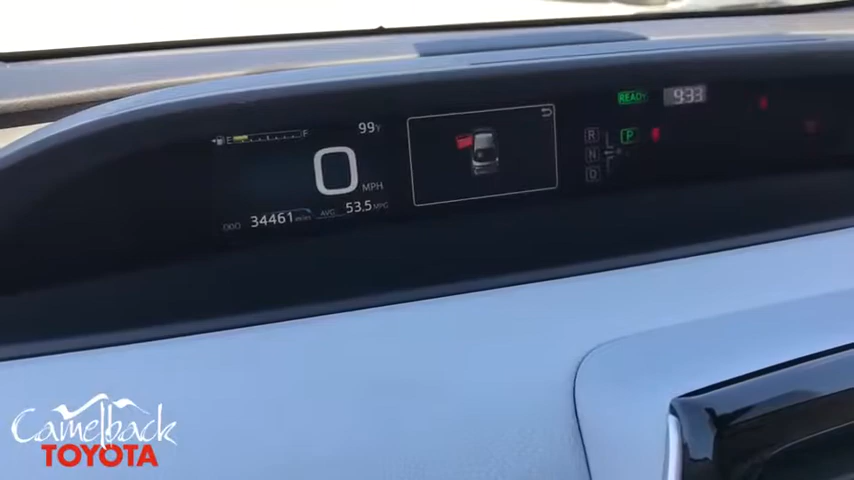 READY 9:33
E F 99°F
R
P
N
D
0 MPH
ODO 34461 miles AVG 53.5 MPG
Camelback
TOYOTA